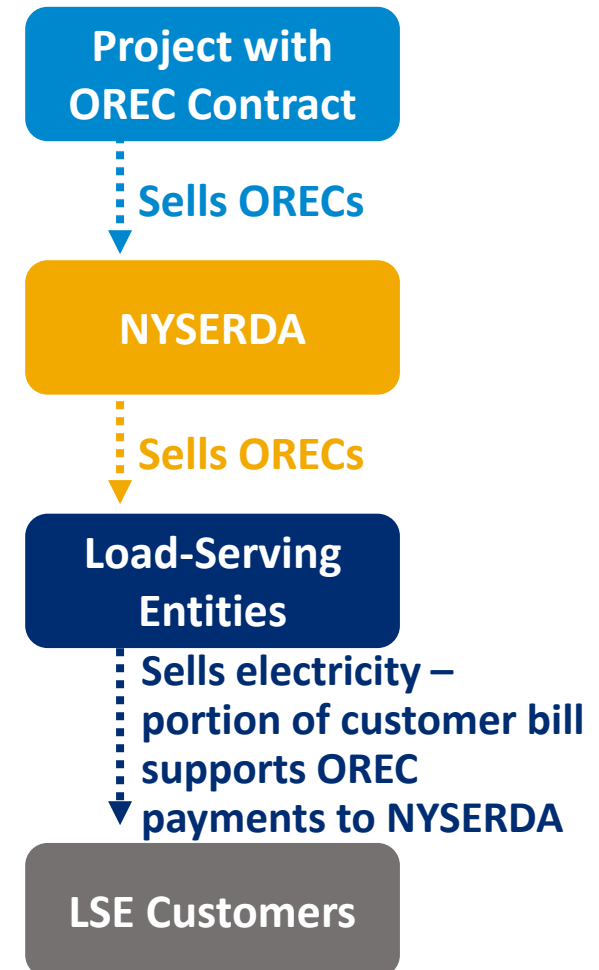 Project with
OREC Contract
Sells ORECs
NYSERDA
Sells ORECs
Load-Serving
Entities
Sells electricity –
portion of customer bill
supports OREC
payments to NYSERDA
LSE Customers